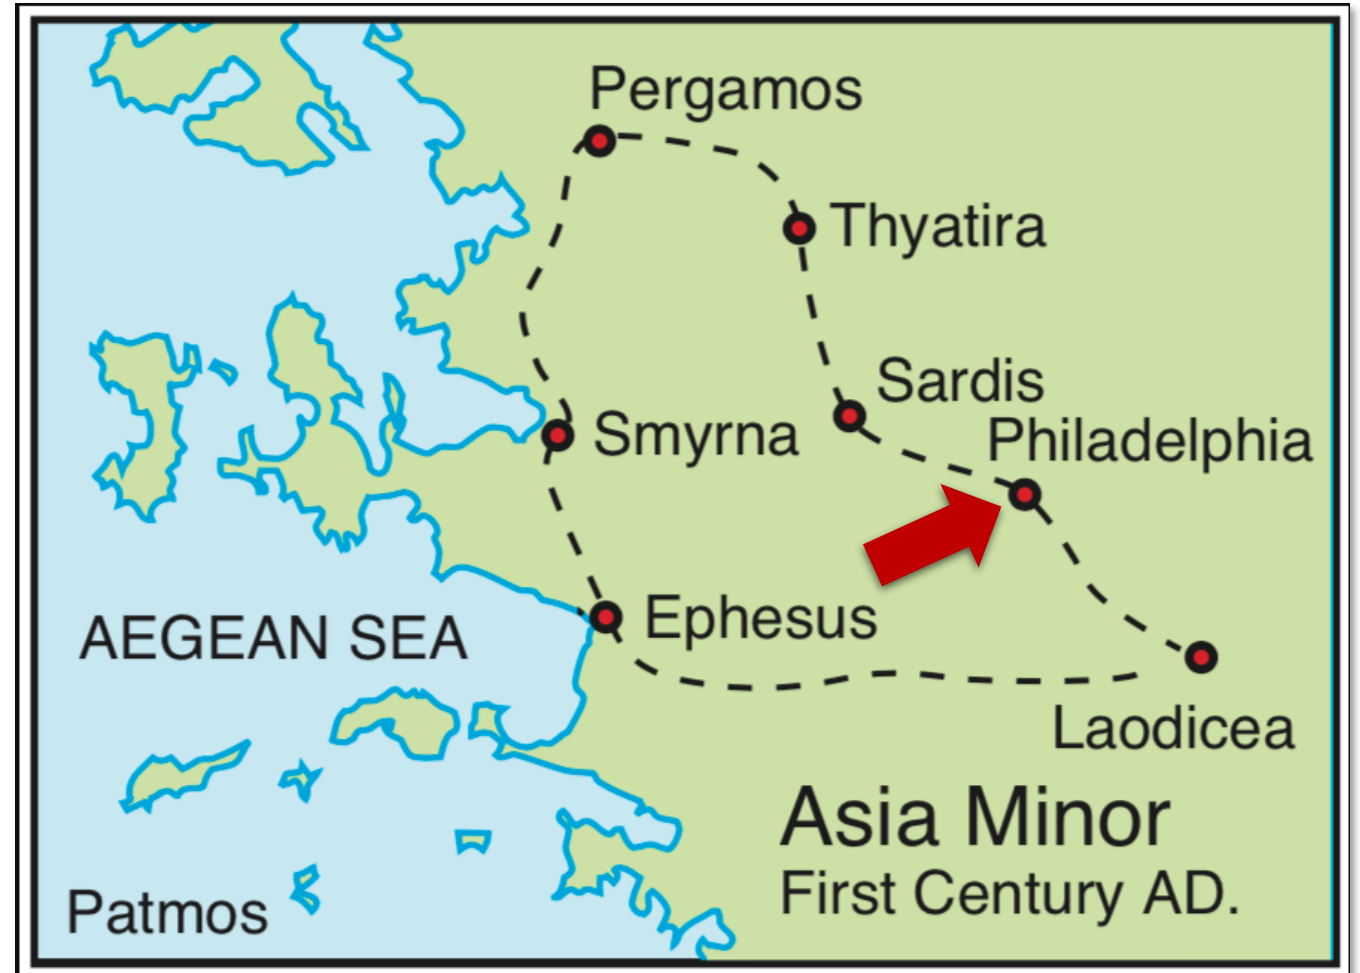 Pergamos
Thyatira
Sardis
Philadelphia
Smyrna
Ephesus
AEGEAN SEA
Laodicea
Asia Minor
First Century AD.
Patmos